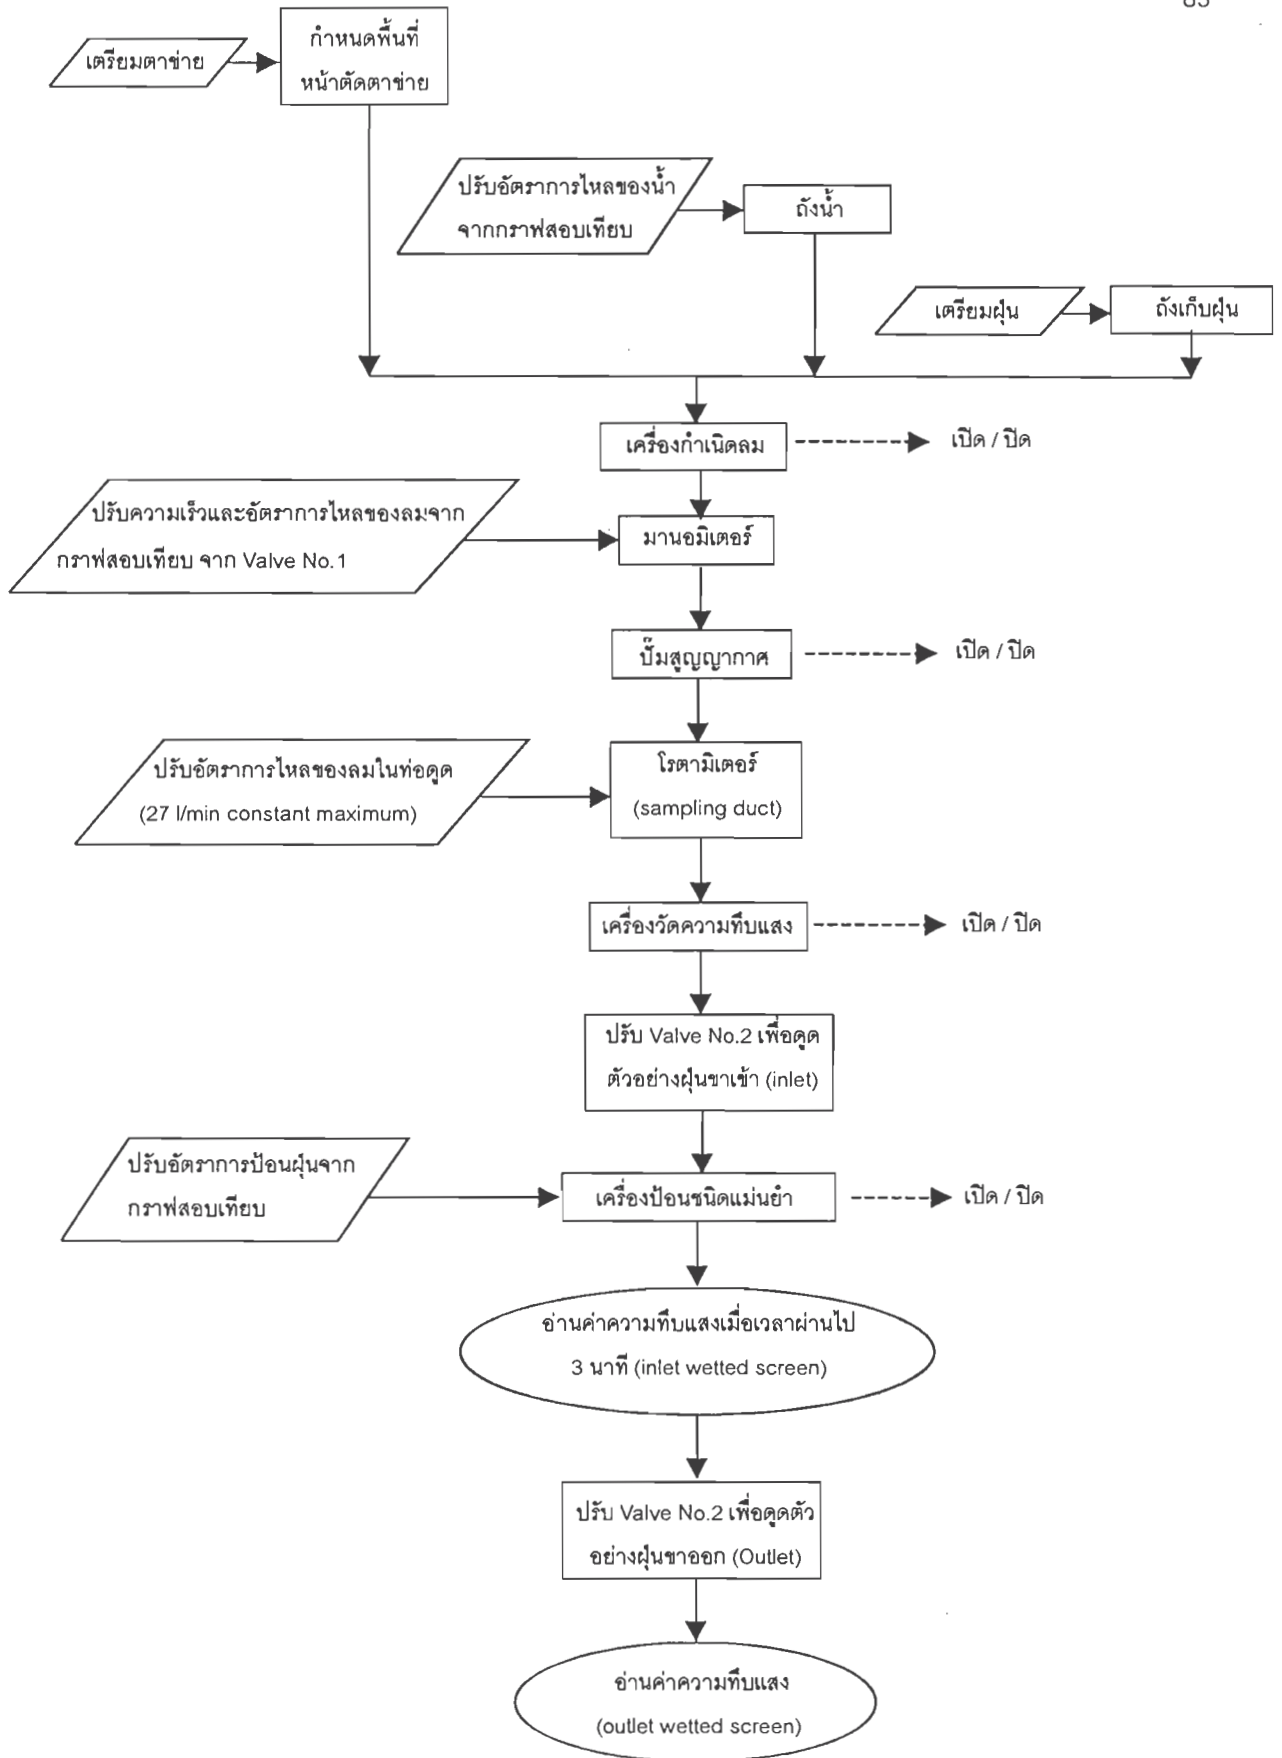 เตรียมตาข่าย
กำหนดพื้นที่
หน้าตัดตาข่าย
ปรับอัตราการไหลของน้ำ
จากกราฟสอบเทียบ
ถังน้ำ
เตรียมฝุ่น
ถังเก็บฝุ่น
เครื่องกำเนิดลม
เปิด / ปิด
ปรับความเร็วและอัตราการไหลของลมจาก
กราฟสอบเทียบ จาก Valve No.1
มานอมิเตอร์
ปั๊มสูญญากาศ
เปิด / ปิด
ปรับอัตราการไหลของลมในท่อดูด
(27 l/min constant maximum)
โรตามิเตอร์
(sampling duct)
เครื่องวัดความทึบแสง
เปิด / ปิด
ปรับ Valve No.2 เพื่อดูด
ตัวอย่างฝุ่นขาเข้า (inlet)
ปรับอัตราการป้อนฝุ่นจาก
กราฟสอบเทียบ
เครื่องป้อนชนิดแม่นยำ
เปิด / ปิด
อ่านค่าความทึบแสงเมื่อเวลาผ่านไป
3 นาที (inlet wetted screen)
ปรับ Valve No.2 เพื่อดูดตัว
อย่างฝุ่นขาออก (Outlet)
อ่านค่าความทึบแสง
(outlet wetted screen)